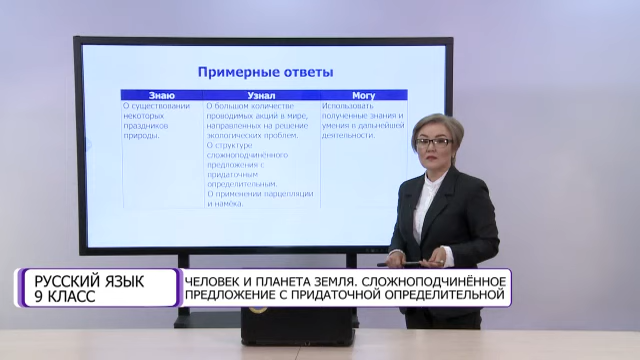 Примерные ответы
Знаю
Узнал
Могу
О существовании
некоторых
праздников
природы.
О большом количестве
проводимых акций в мире,
направленных на решение
экологических проблем.
О структуре
сложноподчинённого
предложения с
придаточным
определительным.
О применении парцелляции
и намёка.
Использовать
полученные знания и
умения в дальнейшей
деятельности.
РУССКИЙ ЯЗЫК
9 КЛАСС
ЧЕЛОВЕК И ПЛАНЕТА ЗЕМЛЯ. СЛОЖНОПОДЧИНЁННОЕ
ПРЕДЛОЖЕНИЕ С ПРИДАТОЧНОЙ ОПРЕДЕЛИТЕЛЬНОЙ